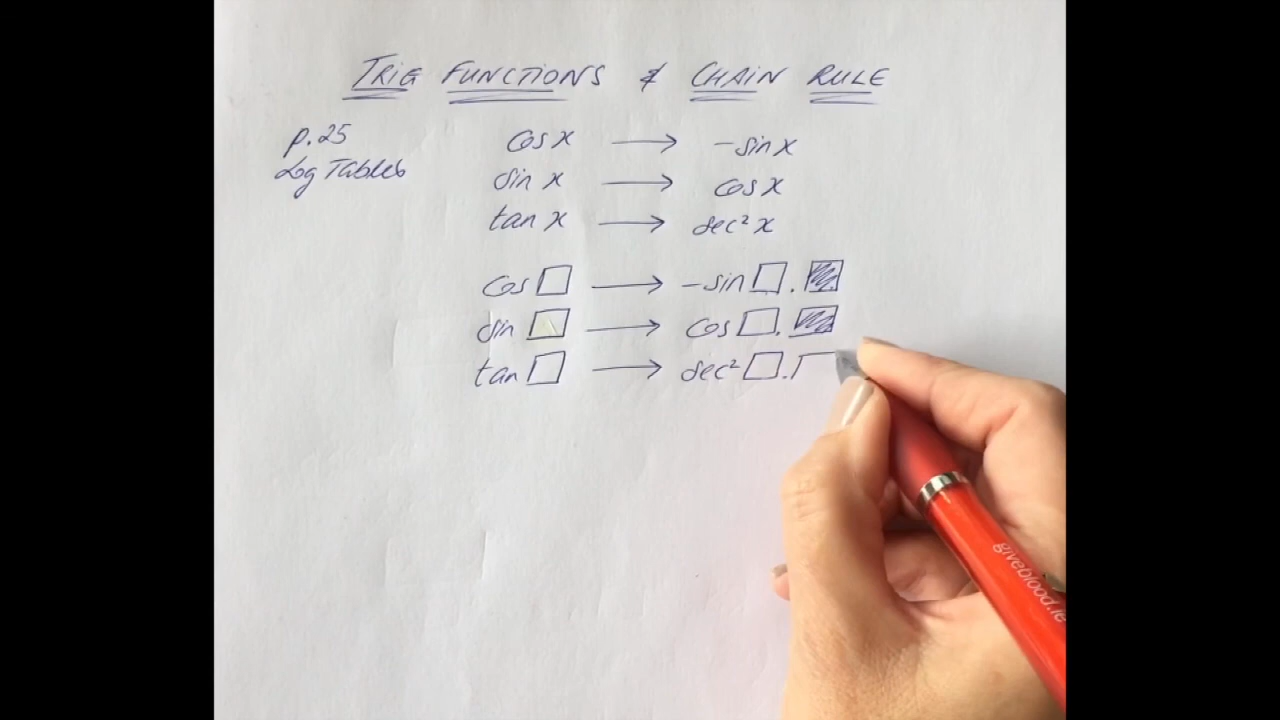 TRIG FUNCTIONS & CHAIN RULE
p.25
Log Tables
cos x → -sin x
sin x → cos x
tan x → sec² x
cos □ → -sin □ . ■
sin □ → cos □ . ■
tan □ → sec² □ .
giveblood.ie